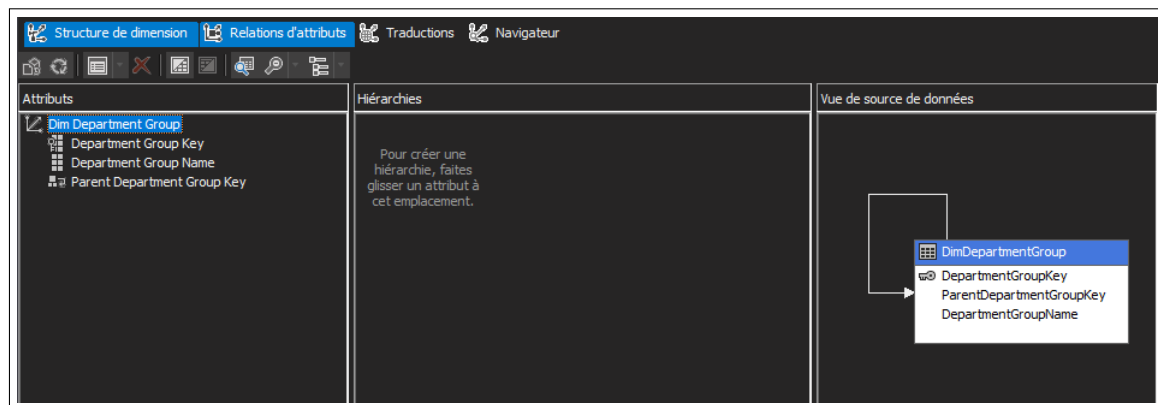 Structure de dimension Relations d'attributs Traductions Navigateur
Attributs
Dim Department Group
Department Group Key
Department Group Name
Parent Department Group Key
Hiérarchies
Pour créer une
hiérarchie, faites
glisser un attribut à
cet emplacement.
Vue de source de données
DimDepartmentGroup
DepartmentGroupKey
ParentDepartmentGroupKey
DepartmentGroupName